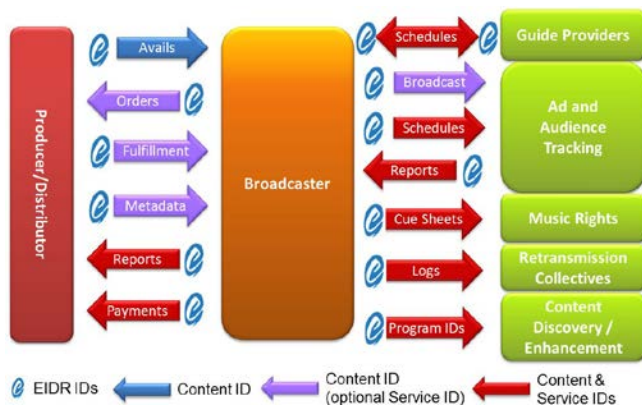 Producer/Distributor
Avails
Orders
Fulfillment
Metadata
Reports
Payments
Broadcaster
Schedules
Broadcast
Schedules
Reports
Cue Sheets
Logs
Program IDs
Guide Providers
Ad and
Audience
Tracking
Music Rights
Retransmission
Collectives
Content
Discovery /
Enhancement
EIDR IDs
Content ID
Content ID
(optional Service ID)
Content &
Service IDs